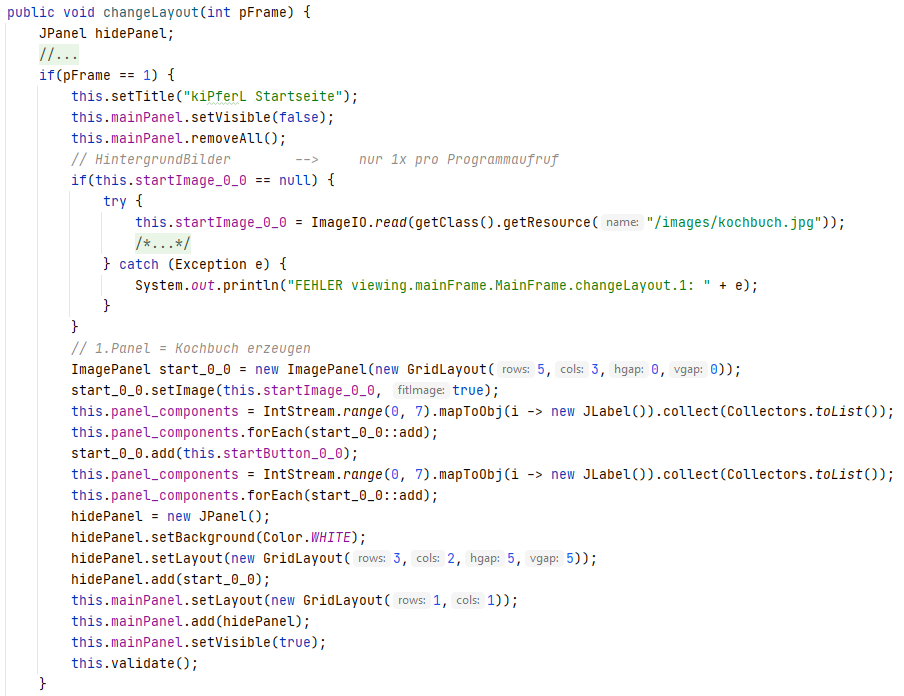 public void changeLayout(int pFrame) {
    JPanel hidePanel;
    //...
    if(pFrame == 1) {
        this.setTitle("kiPferL Startseite");
        this.mainPanel.setVisible(false);
        this.mainPanel.removeAll();
        // HintergrundBilder        -->     nur 1x pro Programmaufruf
        if(this.startImage_0_0 == null) {
            try {
                this.startImage_0_0 = ImageIO.read(getClass().getResource( name: "/images/kochbuch.jpg"));
                /*...*/
            } catch (Exception e) {
                System.out.println("FEHLER viewing.mainFrame.MainFrame.changeLayout.1: " + e);
            }
        }
        // 1.Panel = Kochbuch erzeugen
        ImagePanel start_0_0 = new ImagePanel(new GridLayout( rows: 5, cols: 3, hgap: 0, vgap: 0));
        start_0_0.setImage(this.startImage_0_0, fitImage: true);
        this.panel_components = IntStream.range(0, 7).mapToObj(i -> new JLabel()).collect(Collectors.toList());
        this.panel_components.forEach(start_0_0::add);
        start_0_0.add(this.startButton_0_0);
        this.panel_components = IntStream.range(0, 7).mapToObj(i -> new JLabel()).collect(Collectors.toList());
        this.panel_components.forEach(start_0_0::add);
        hidePanel = new JPanel();
        hidePanel.setBackground(Color.WHITE);
        hidePanel.setLayout(new GridLayout( rows: 3, cols: 2, hgap: 5, vgap: 5));
        hidePanel.add(start_0_0);
        this.mainPanel.setLayout(new GridLayout( rows: 1, cols: 1));
        this.mainPanel.add(hidePanel);
        this.mainPanel.setVisible(true);
        this.validate();
    }